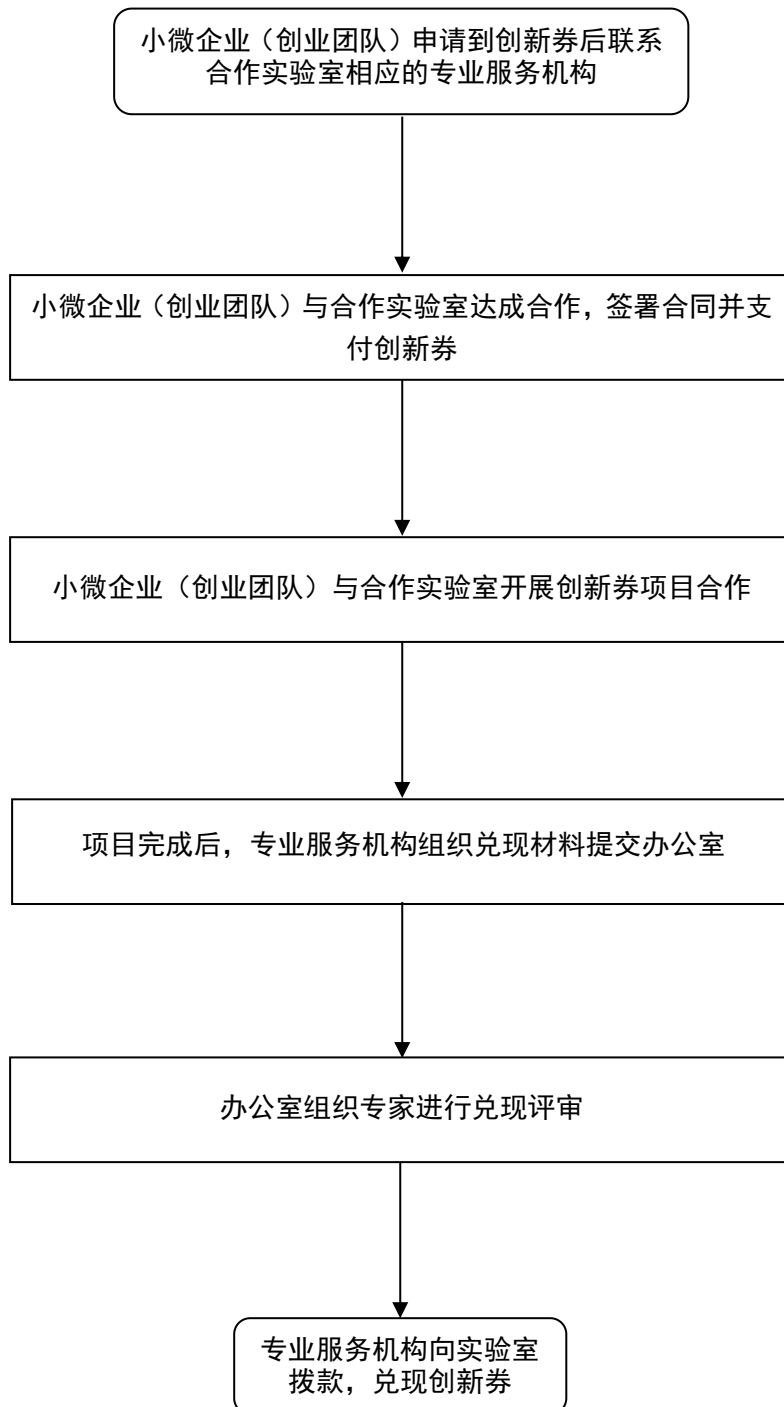 小微企业（创业团队）申请到创新券后联系
合作实验室相应的专业服务机构
小微企业（创业团队）与合作实验室达成合作，签署合同并支
付创新券
小微企业（创业团队）与合作实验室开展创新券项目合作
项目完成后，专业服务机构组织兑现材料提交办公室
办公室组织专家进行兑现评审
专业服务机构向实验室
拨款，兑现创新券